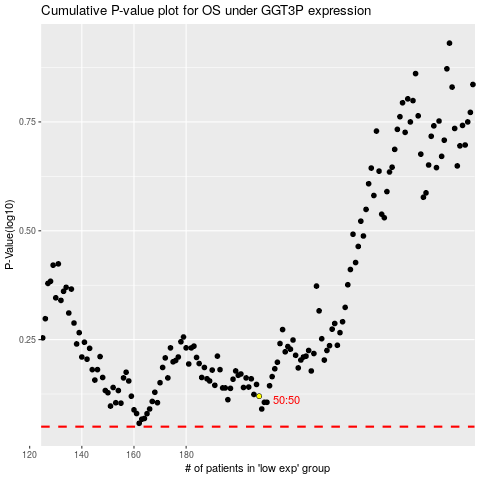 Cumulative P-value plot for OS under GGT3P expression
P-Value(log10)
0.75
0.50
0.25
50:50
120 140 160 180
# of patients in 'low exp' group